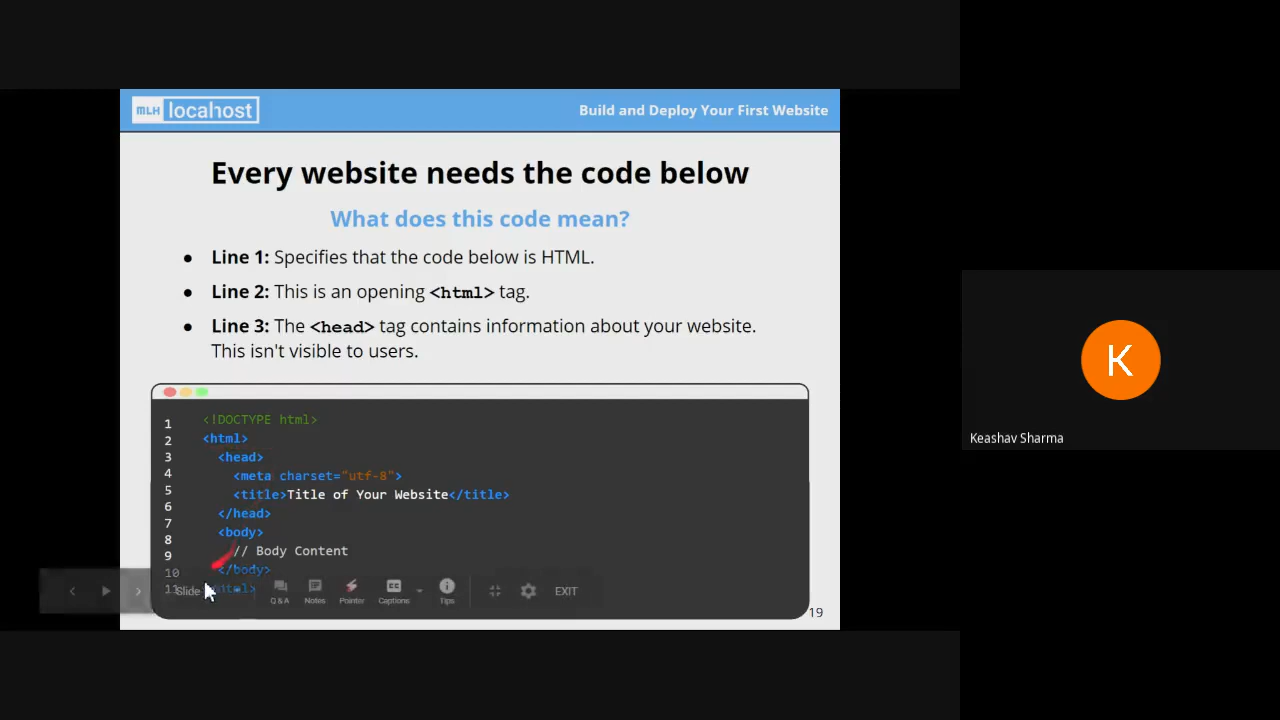 MLH localhost
Build and Deploy Your First Website
Every website needs the code below
What does this code mean?
● Line 1: Specifies that the code below is HTML.
● Line 2: This is an opening <html> tag.
● Line 3: The <head> tag contains information about your website.
This isn't visible to users.
1 <!DOCTYPE html>
2 <html>
3 <head>
4 <meta charset="utf-8">
5 <title>Title of Your Website</title>
6 </head>
7 <body>
8 // Body Content
9 </body>
10
11 html>
Slide
Q & A
Notes
Pointer
Captions
Tips
EXIT
19
K
Keashav Sharma